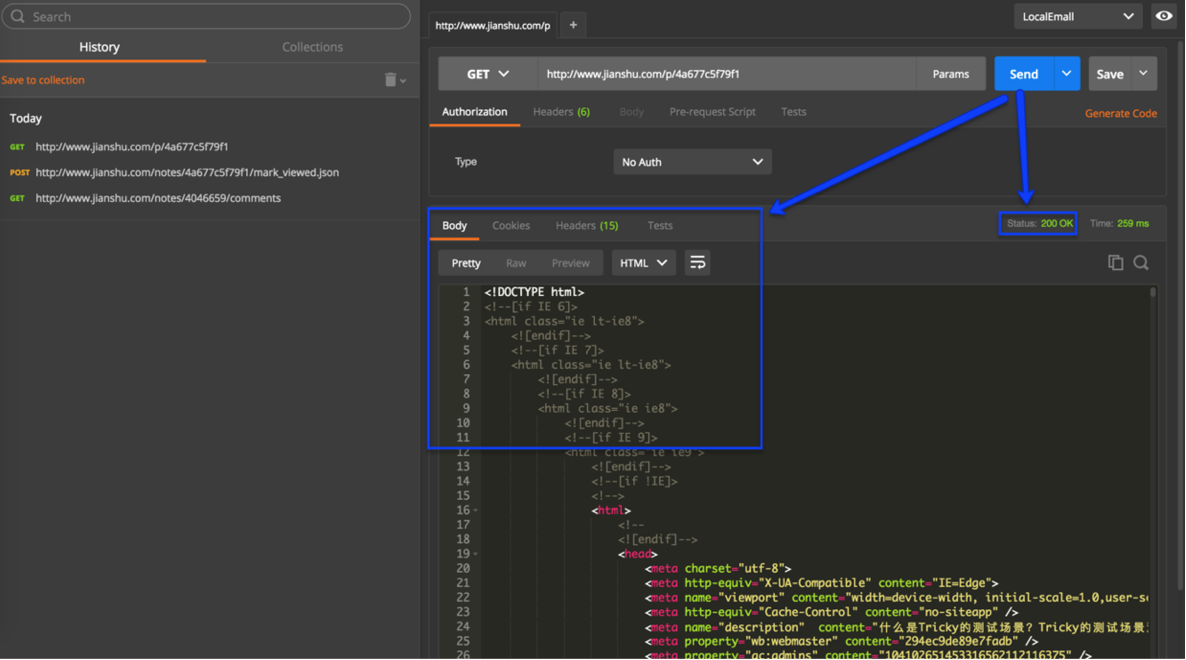 Search
History Collections
Save to collection
Today
GET http://www.jianshu.com/p/4a677c5f79f1
POST http://www.jianshu.com/notes/4a677c5f79f1/mark_viewed.json
GET http://www.jianshu.com/notes/4046659/comments
http://www.jianshu.com/p +
LocalEmall
GET http://www.jianshu.com/p/4a677c5f79f1 Params Send Save
Authorization Headers (6) Body Pre-request Script Tests Generate Code
Type No Auth
Body Cookies Headers (15) Tests Status: 200 OK Time: 259 ms
Pretty Raw Preview HTML
1 <!DOCTYPE html>
2 <!--[if IE 6]>
3 <html class="ie lt-ie8">
4 <![endif]-->
5 <!--[if IE 7]>
6 <html class="ie lt-ie8">
7 <![endif]-->
8 <!--[if IE 8]>
9 <html class="ie ie8">
10 <![endif]-->
11 <!--[if IE 9]>
12 <html class="ie ie9">
13 <![endif]-->
14 <!--[if !IE]>
15 <!-->
16 <html>
17 <!--
18 <![endif]-->
19 <head>
20 <meta charset="utf-8">
21 <meta http-equiv="X-UA-Compatible" content="IE=Edge">
22 <meta name="viewport" content="width=device-width, initial-scale=1.0,user-s
23 <meta http-equiv="Cache-Control" content="no-siteapp" />
24 <meta name="description" content="什么是Tricky的测试场景? Tricky的测试场景
25 <meta property="wb:webmaster" content="294ec9de89e7fadb" />
26 <meta property="qc:admins" content="104102651453316562112116375" />